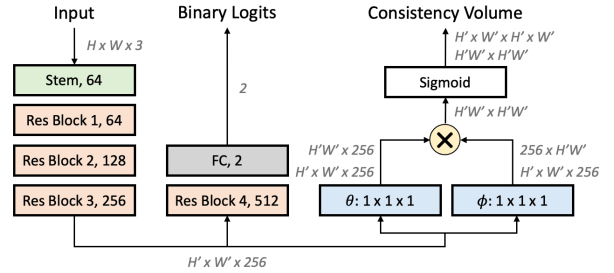 Input
H x W x 3
Stem, 64
Res Block 1, 64
Res Block 2, 128
Res Block 3, 256
H' x W' x 256
Binary Logits
2
FC, 2
Res Block 4, 512
Consistency Volume
H' x W' x H' x W'
H'W' x H'W'
Sigmoid
H'W' x H'W'
H'W' x 256
H' x W' x 256
256 x H'W'
H' x W' x 256
θ: 1 x 1 x 1
ϕ: 1 x 1 x 1